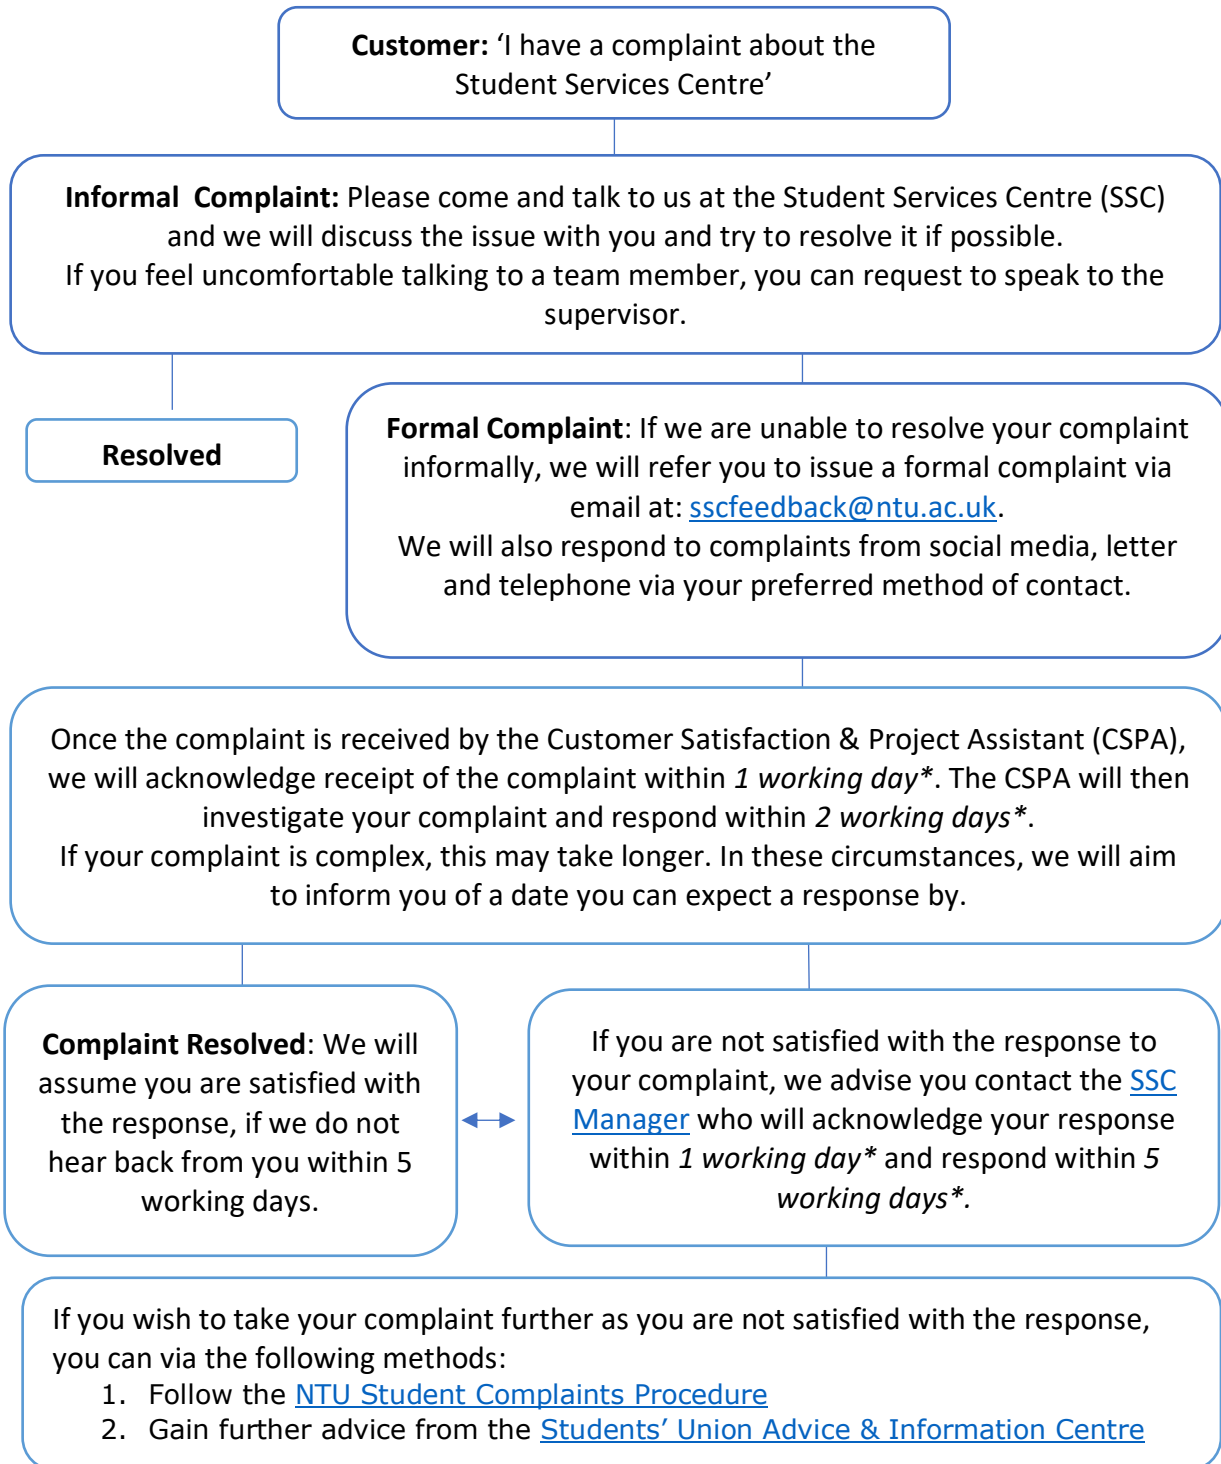 Customer: ‘I have a complaint about the
Student Services Centre’
Informal  Complaint: Please come and talk to us at the Student Services Centre (SSC)
and we will discuss the issue with you and try to resolve it if possible.
If you feel uncomfortable talking to a team member, you can request to speak to the
supervisor.
Resolved
Formal Complaint: If we are unable to resolve your complaint
informally, we will refer you to issue a formal complaint via
email at: sscfeedback@ntu.ac.uk.
We will also respond to complaints from social media, letter
and telephone via your preferred method of contact.
Once the complaint is received by the Customer Satisfaction & Project Assistant (CSPA),
we will acknowledge receipt of the complaint within 1 working day*. The CSPA will then
investigate your complaint and respond within 2 working days*.
If your complaint is complex, this may take longer. In these circumstances, we will aim
to inform you of a date you can expect a response by.
Complaint Resolved: We will
assume you are satisfied with
the response, if we do not
hear back from you within 5
working days.
If you are not satisfied with the response to
your complaint, we advise you contact the SSC
Manager who will acknowledge your response
within 1 working day* and respond within 5
working days*.
If you wish to take your complaint further as you are not satisfied with the response,
you can via the following methods:
1. Follow the NTU Student Complaints Procedure
2. Gain further advice from the Students’ Union Advice & Information Centre